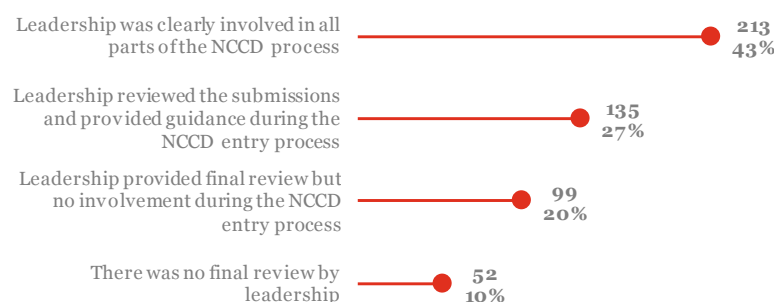 Leadership was clearly involved in all
parts of the NCCD process
213
43%
Leadership reviewed the submissions
and provided guidance during the
NCCD entry process
135
27%
Leadership provided final review but
no involvement during the NCCD
entry process
99
20%
There was no final review by
leadership
52
10%